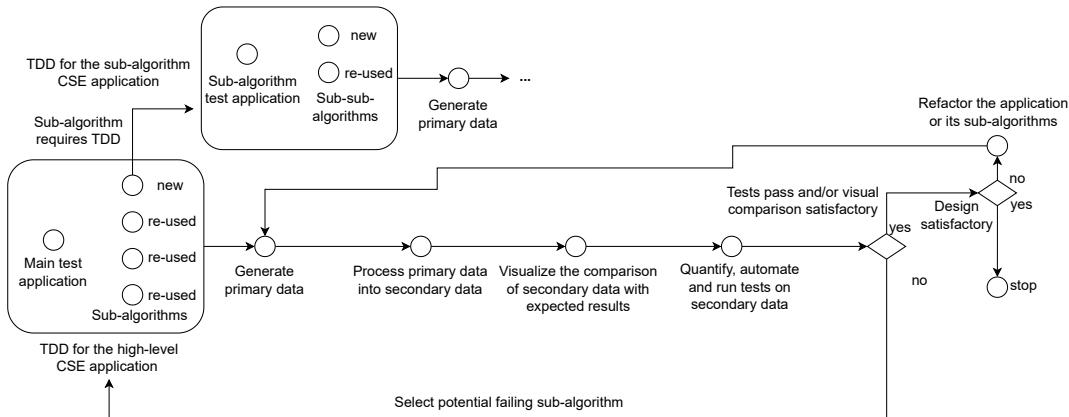 TDD for the sub-algorithm
CSE application
Sub-algorithm
test application
new
re-used
Sub-sub-
algorithms
Generate
primary data
...
Sub-algorithm
requires TDD
Main test
application
new
re-used
re-used
re-used
Sub-algorithms
TDD for the high-level
CSE application
Generate
primary data
Process primary data
into secondary data
Visualize the comparison
of secondary data with
expected results
Quantify, automate
and run tests on
secondary data
Tests pass and/or visual
comparison satisfactory
yes
no
Refactor the application
or its sub-algorithms
no
yes
Design
satisfactory
stop
Select potential failing sub-algorithm